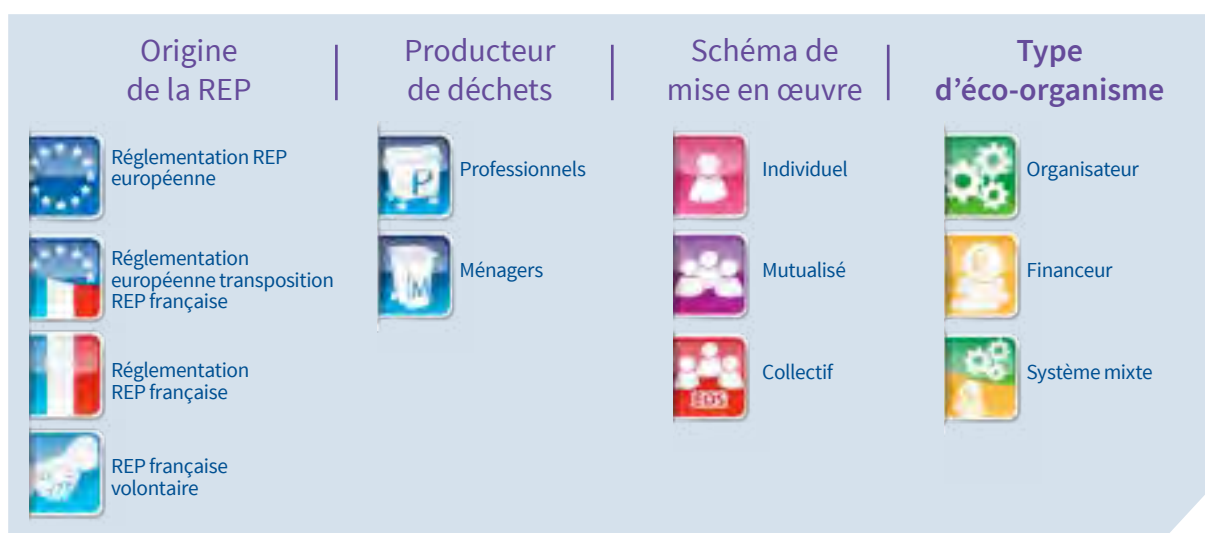 Origine
de la REP
Réglementation REP
européenne
Réglementation
européenne transposition
REP française
Réglementation
REP française
REP française
volontaire
Producteur
de déchets
P
Professionnels
M
Ménagers
Schéma de
mise en œuvre
Individuel
Mutualisé
EOS
Collectif
Type
d’éco-organisme
Organisateur
Financeur
Système mixte